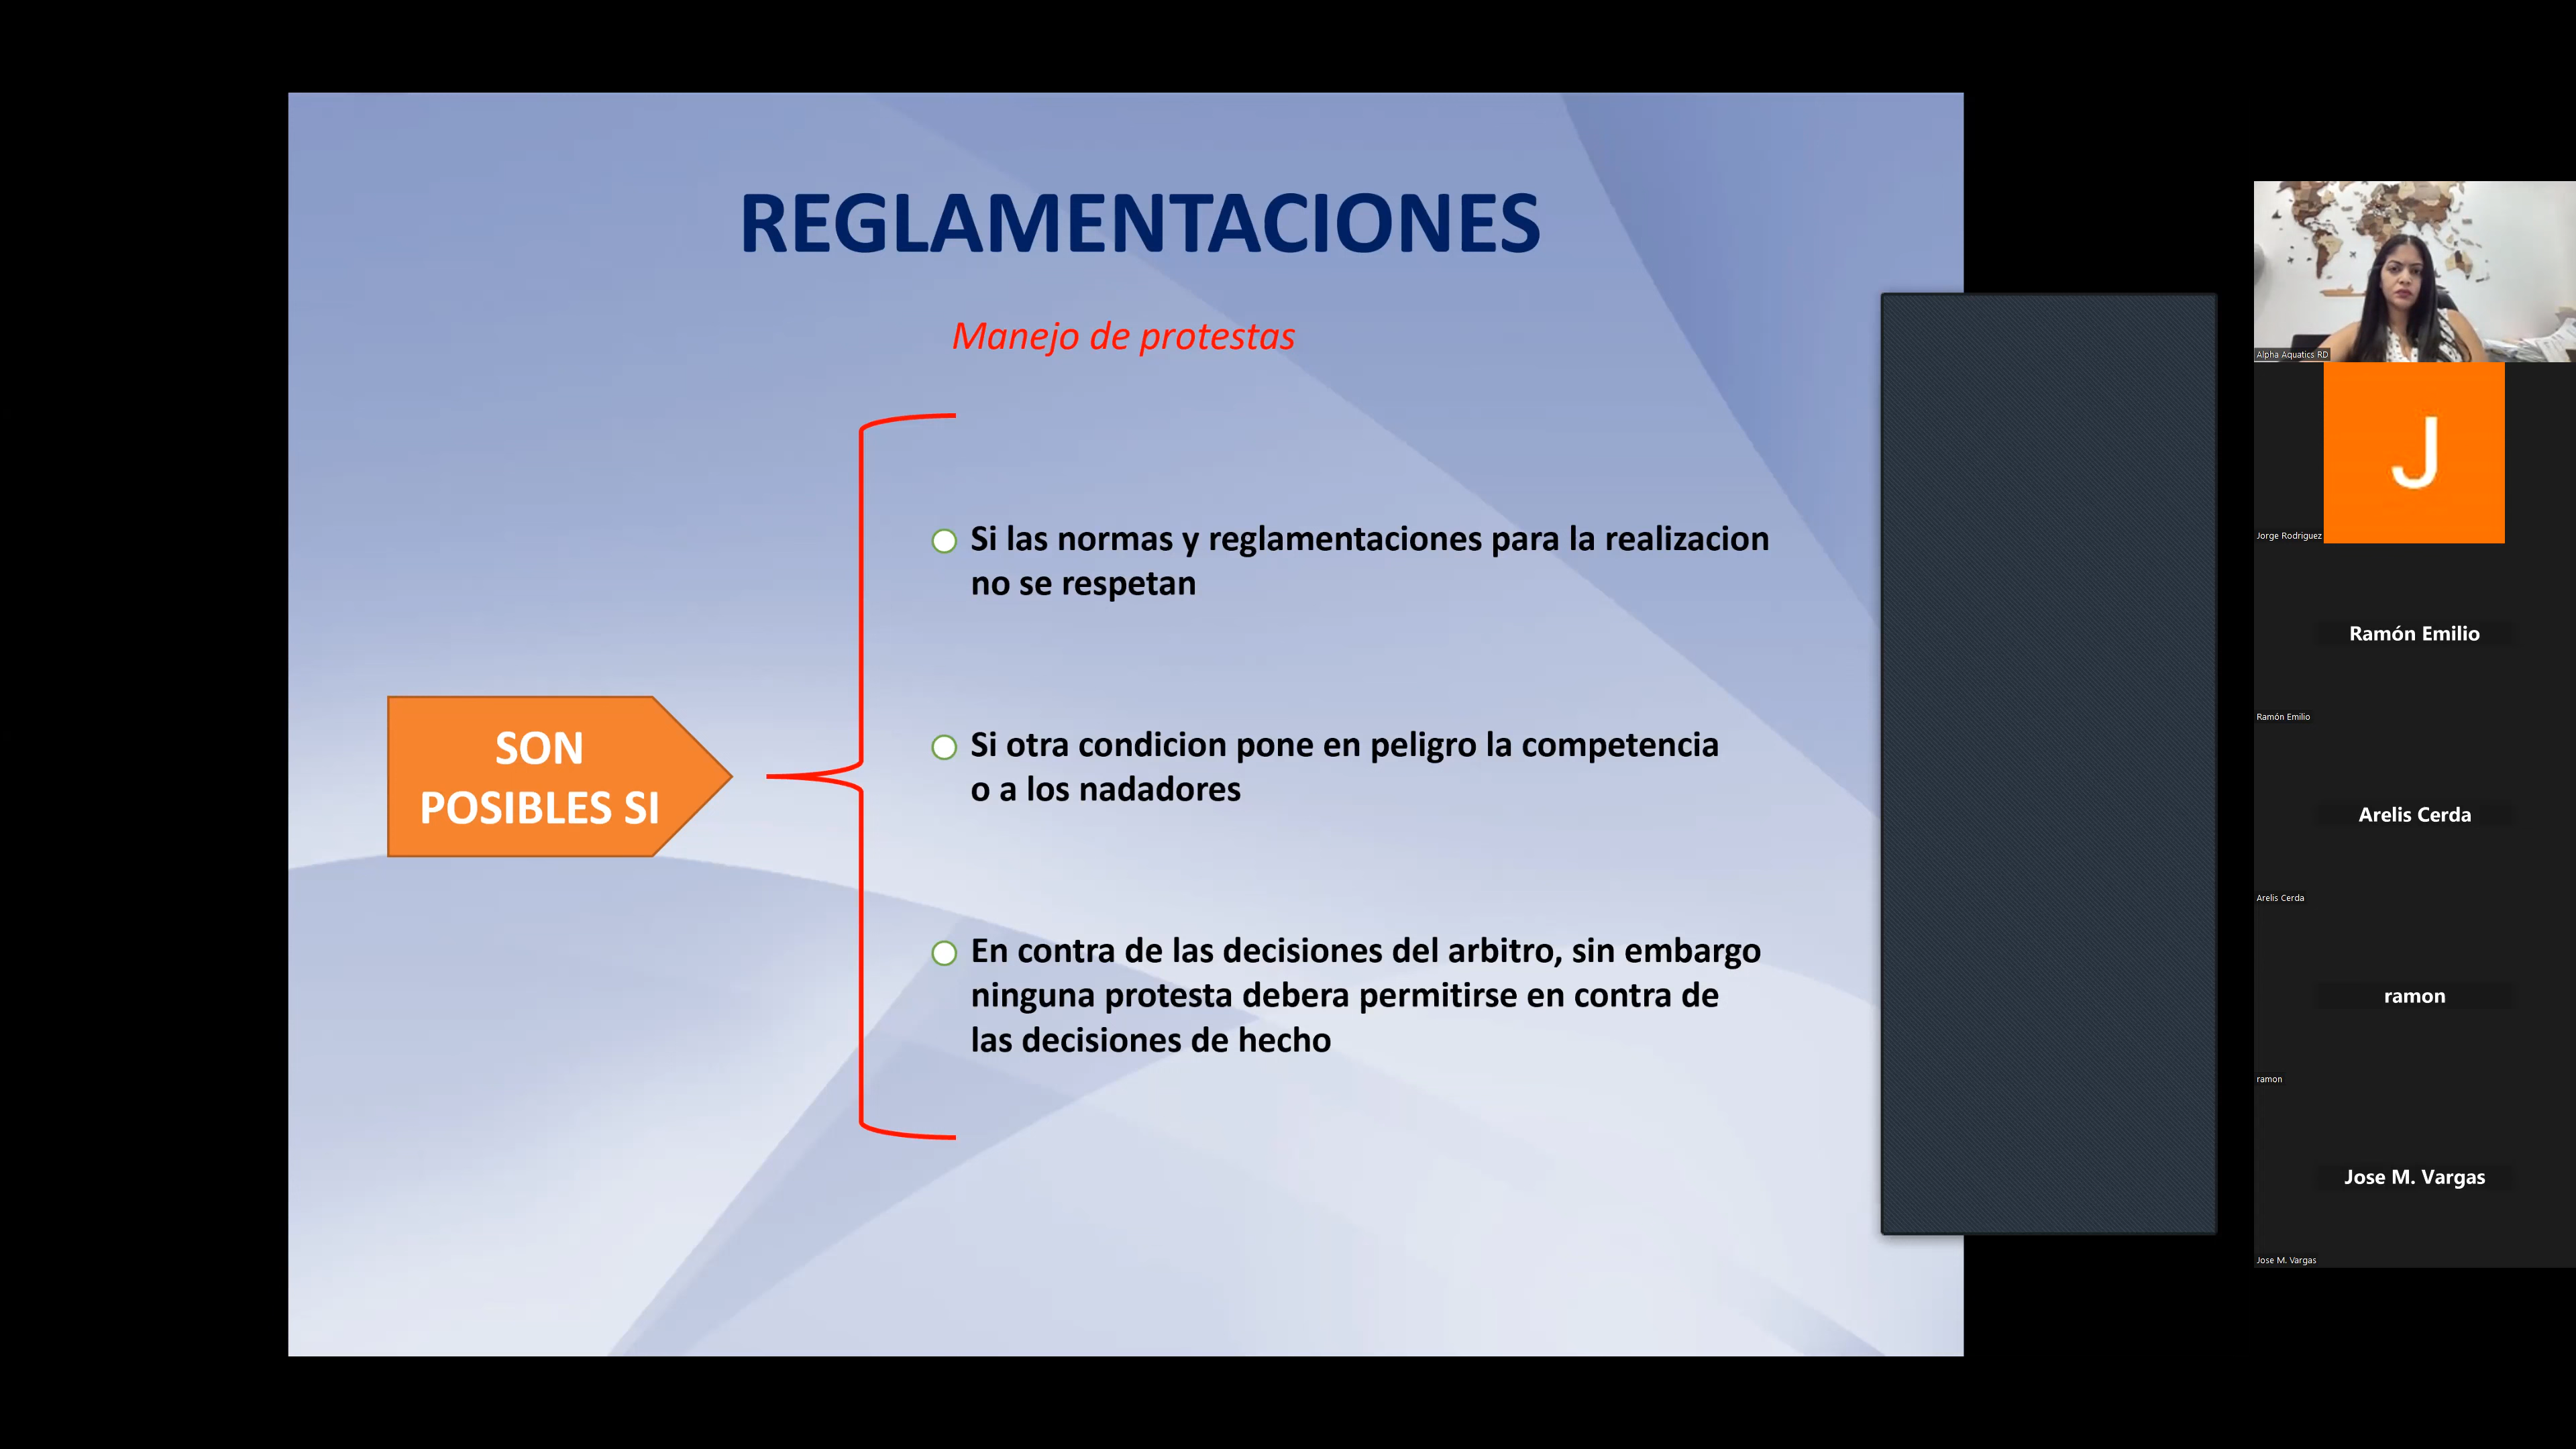 REGLAMENTACIONES
Manejo de protestas
SON
POSIBLES SI
Si las normas y reglamentaciones para la realizacion
no se respetan
Si otra condicion pone en peligro la competencia
o a los nadadores
En contra de las decisiones del arbitro, sin embargo
ninguna protesta debera permitirse en contra de
las decisiones de hecho
Alpha Aquatics RD
J
Jorge Rodriguez
Ramón Emilio
Ramón Emilio
Arelis Cerda
Arelis Cerda
ramon
ramon
Jose M. Vargas
Jose M. Vargas